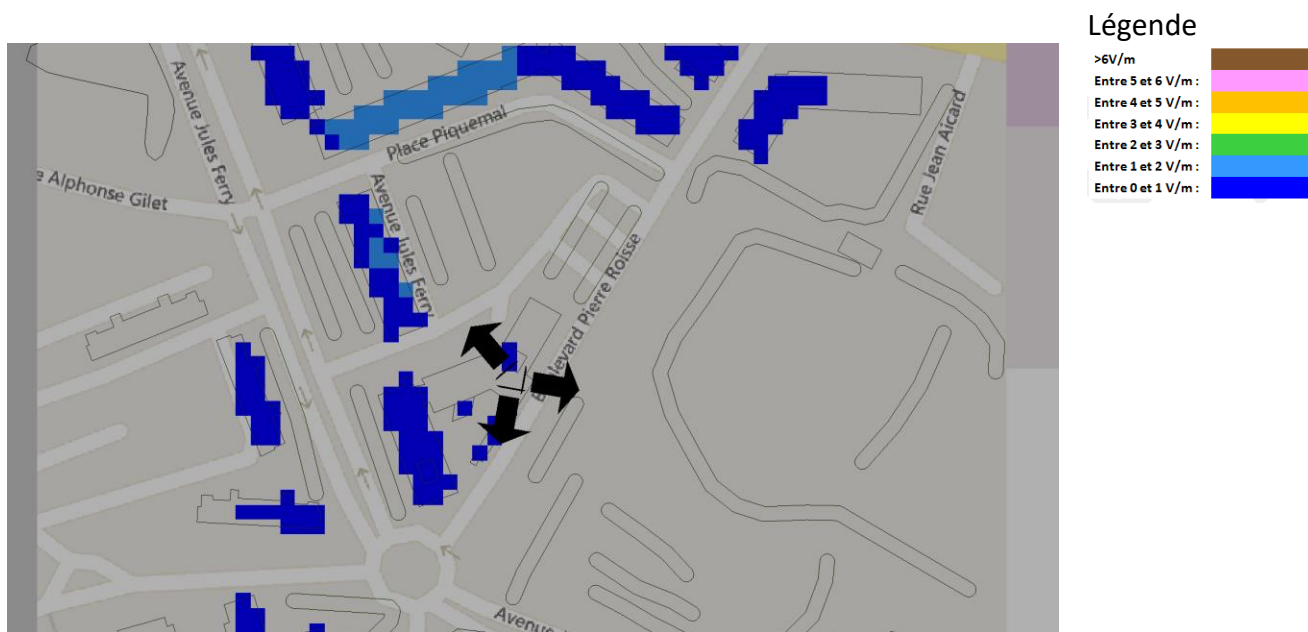 Légende
>6V/m
Entre 5 et 6 V/m :
Entre 4 et 5 V/m :
Entre 3 et 4 V/m :
Entre 2 et 3 V/m :
Entre 1 et 2 V/m :
Entre 0 et 1 V/m :
Avenue Jules Ferry
Place Piquemal
Rue Jean Aicard
e Alphonse Gilet
Avenue Jules Ferry
Boulevard Pierre Roisse
Avenue